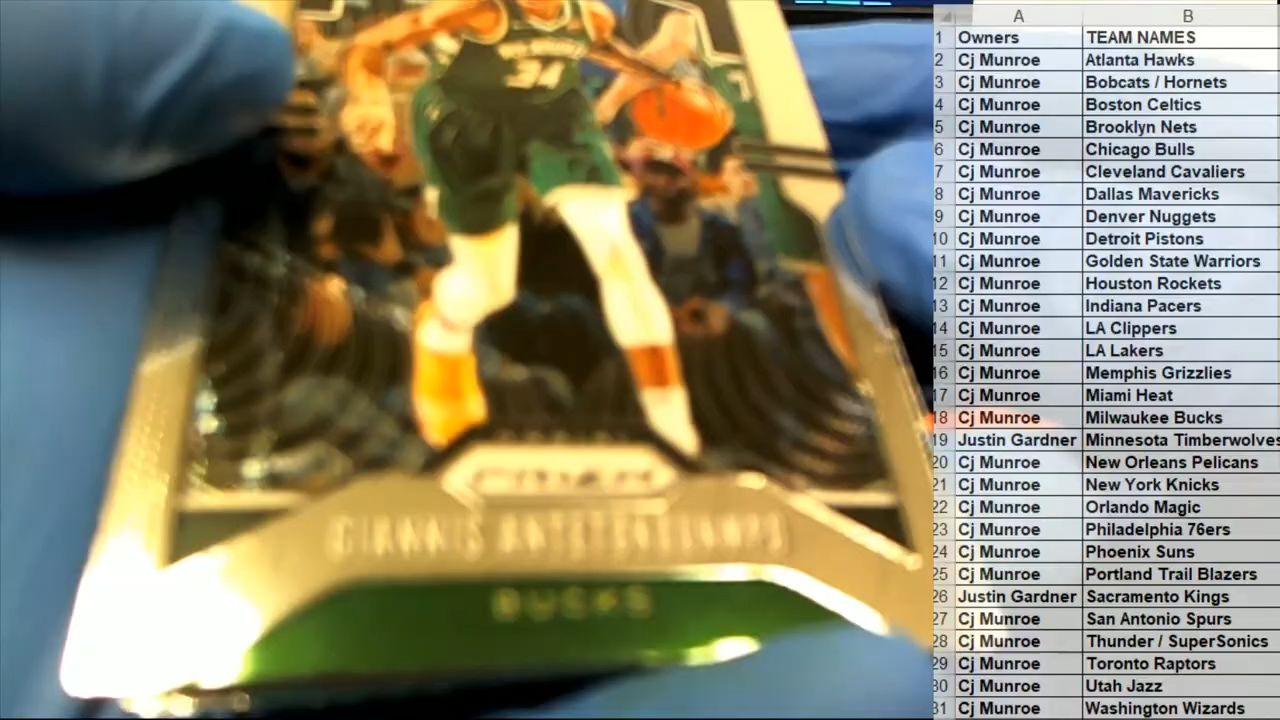 34
PRIZM
GIANNIS ANTETOKOUNMPO
BUCKS
A B
1 Owners TEAM NAMES
2 Cj Munroe Atlanta Hawks
3 Cj Munroe Bobcats / Hornets
4 Cj Munroe Boston Celtics
5 Cj Munroe Brooklyn Nets
6 Cj Munroe Chicago Bulls
7 Cj Munroe Cleveland Cavaliers
8 Cj Munroe Dallas Mavericks
9 Cj Munroe Denver Nuggets
10 Cj Munroe Detroit Pistons
11 Cj Munroe Golden State Warriors
12 Cj Munroe Houston Rockets
13 Cj Munroe Indiana Pacers
14 Cj Munroe LA Clippers
15 Cj Munroe LA Lakers
16 Cj Munroe Memphis Grizzlies
17 Cj Munroe Miami Heat
18 Cj Munroe Milwaukee Bucks
19 Justin Gardner Minnesota Timberwolves
20 Cj Munroe New Orleans Pelicans
21 Cj Munroe New York Knicks
22 Cj Munroe Orlando Magic
23 Cj Munroe Philadelphia 76ers
24 Cj Munroe Phoenix Suns
25 Cj Munroe Portland Trail Blazers
26 Justin Gardner Sacramento Kings
27 Cj Munroe San Antonio Spurs
28 Cj Munroe Thunder / SuperSonics
29 Cj Munroe Toronto Raptors
30 Cj Munroe Utah Jazz
31 Cj Munroe Washington Wizards